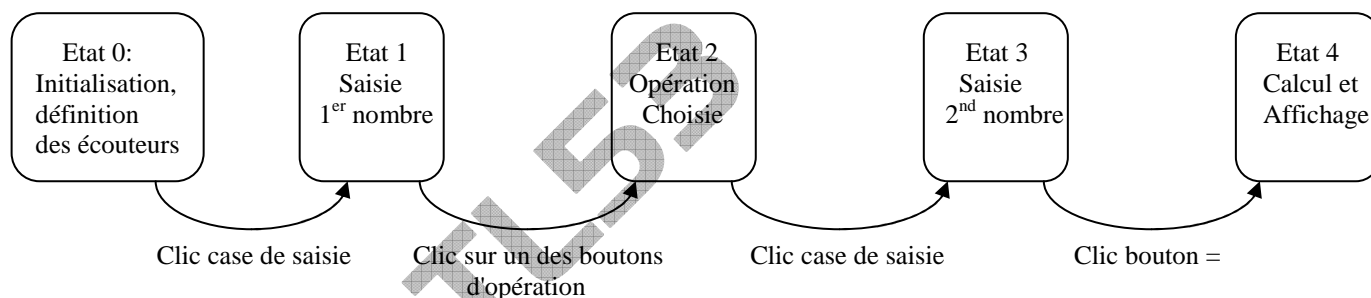 Etat 0:
Initialisation,
définition
des écouteurs
Etat 1
Saisie
1er nombre
Etat 2
Opération
Choisie
Etat 3
Saisie
2nd nombre
Etat 4
Calcul et
Affichage
Clic case de saisie
Clic sur un des boutons
d'opération
Clic case de saisie
Clic bouton =
TL53